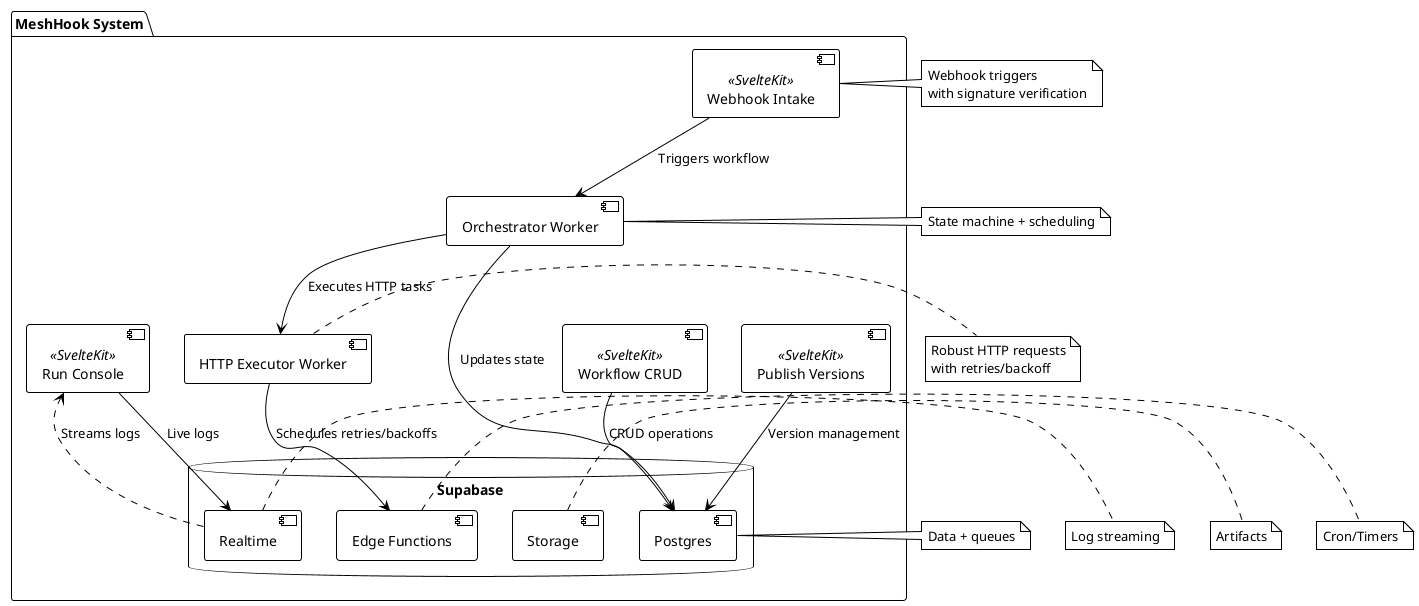 MeshHook System
«SvelteKit»
Webhook Intake
Webhook triggers
with signature verification
Triggers workflow
Orchestrator Worker
State machine + scheduling
Executes HTTP tasks
«SvelteKit»
Run Console
HTTP Executor Worker
Updates state
«SvelteKit»
Workflow CRUD
«SvelteKit»
Publish Versions
Robust HTTP requests
with retries/backoff
Streams logs
Live logs
Schedules retries/backoffs
CRUD operations
Version management
Supabase
Realtime
Edge Functions
Storage
Postgres
Data + queues
Log streaming
Artifacts
Cron/Timers